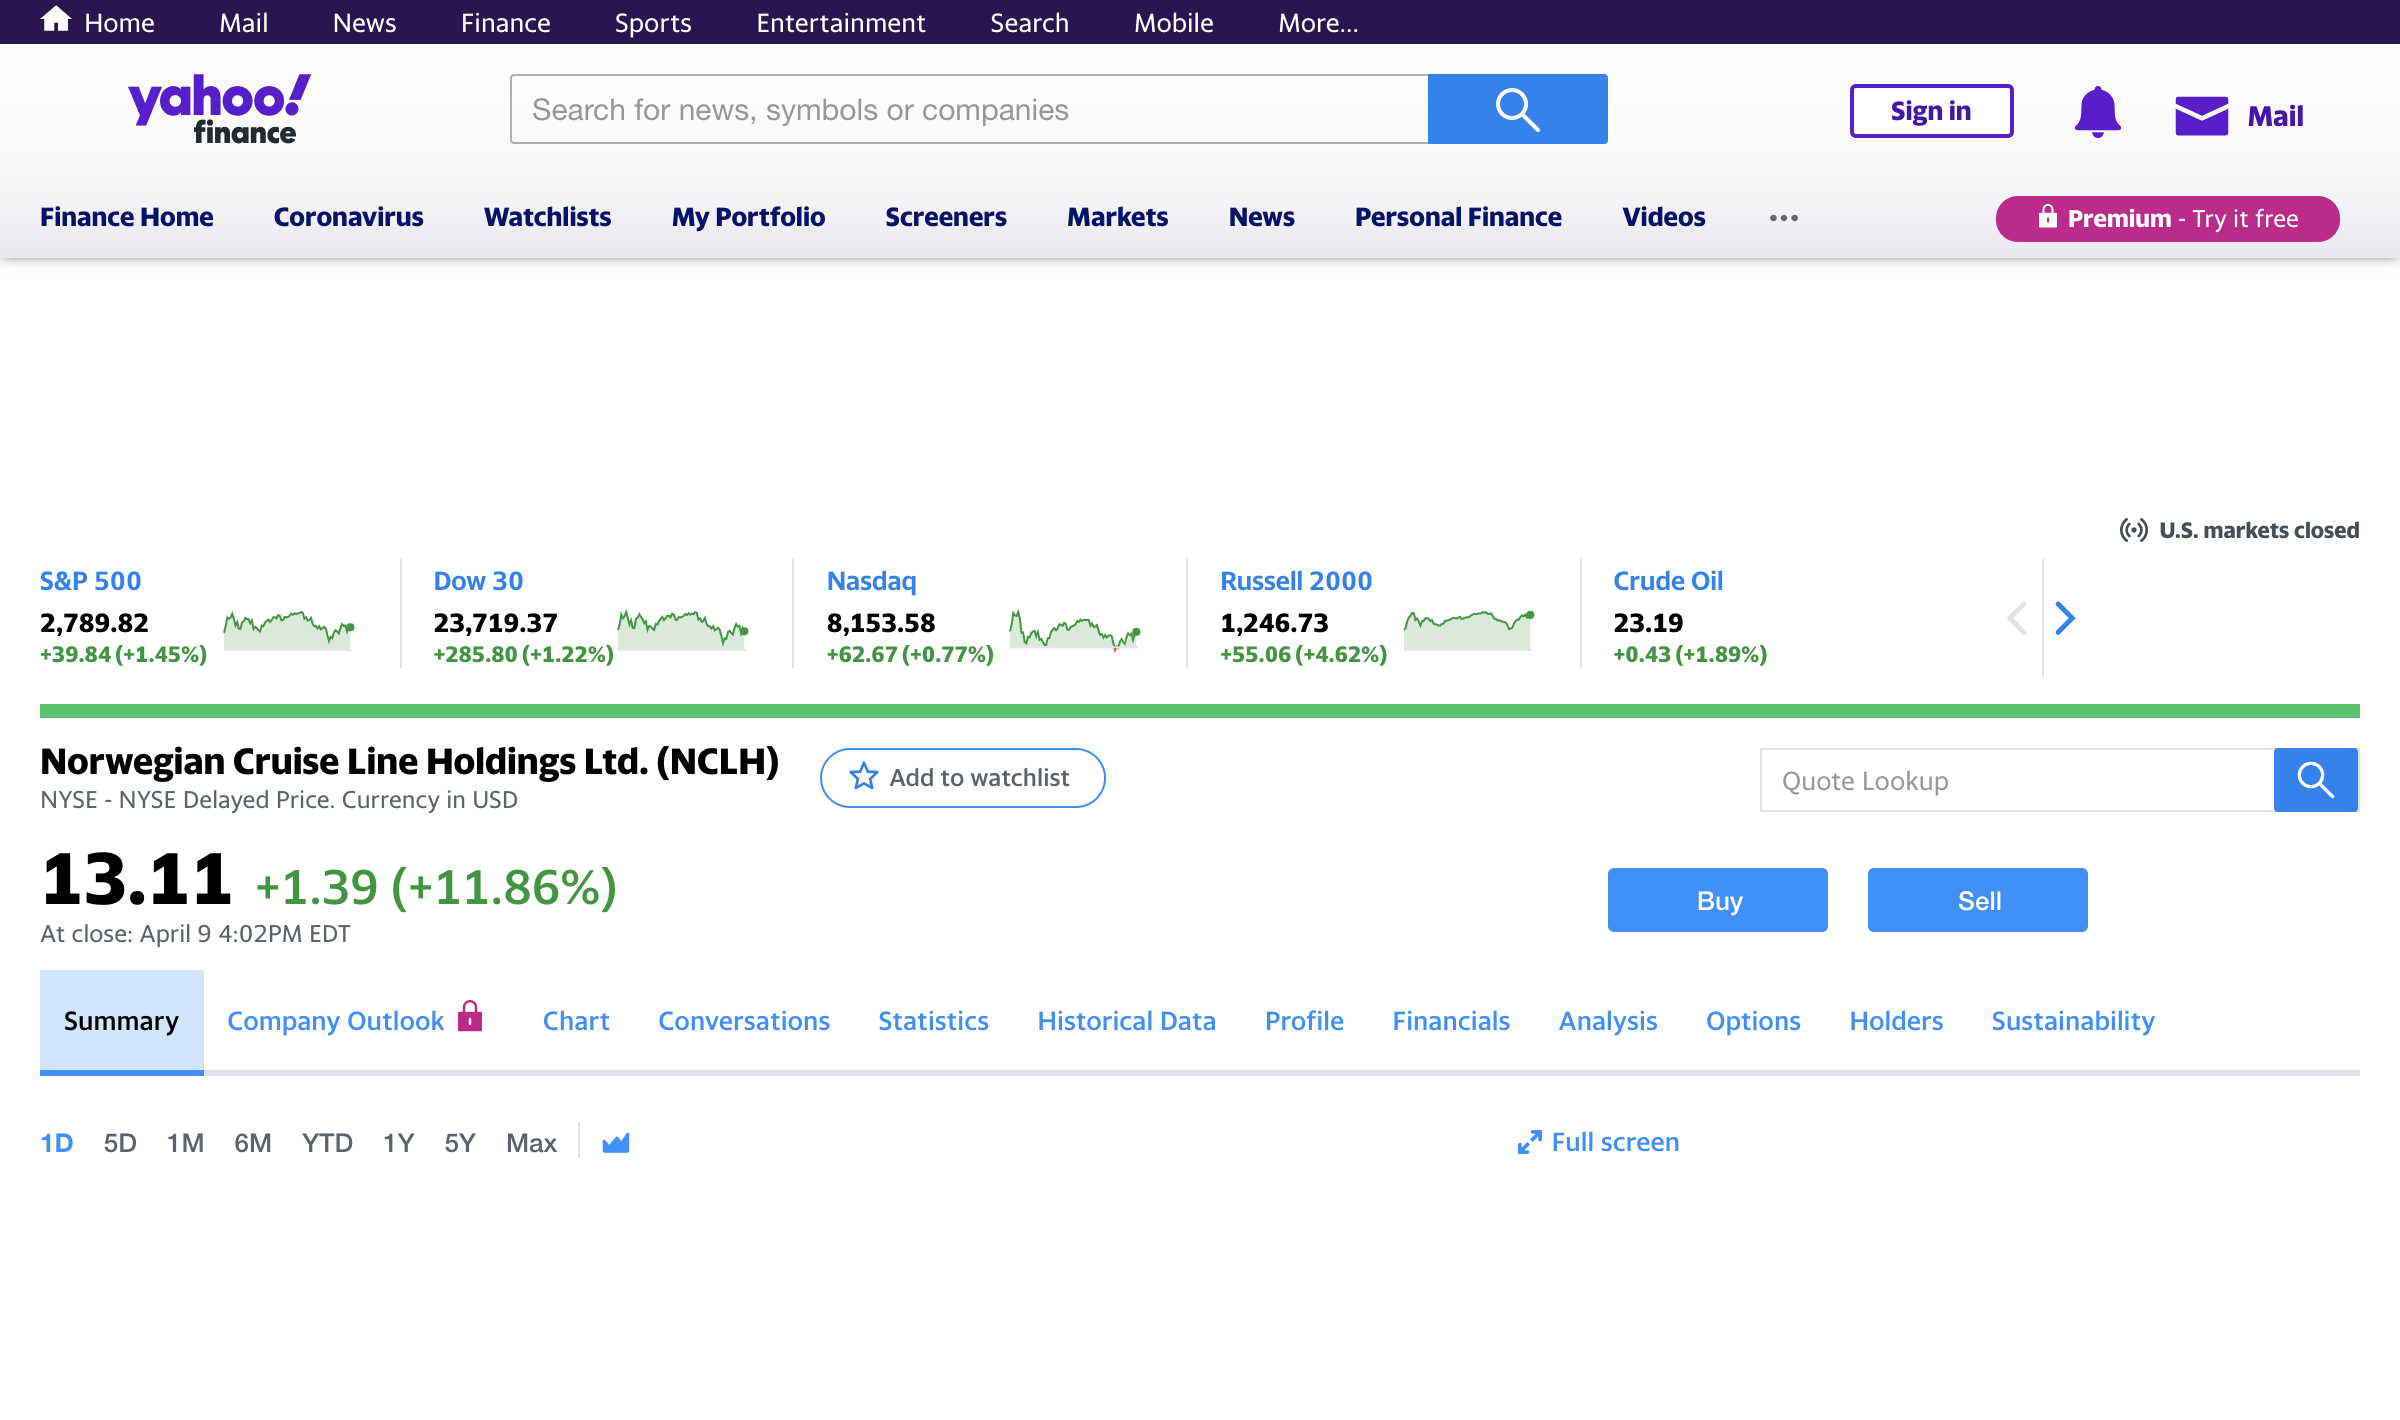 Home Mail News Finance Sports Entertainment Search Mobile More...
yahoo!
finance
Search for news, symbols or companies
Sign in
Mail
Finance Home Coronavirus Watchlists My Portfolio Screeners Markets News Personal Finance Videos ...
Premium - Try it free
U.S. markets closed
S&P 500
2,789.82
+39.84 (+1.45%)
Dow 30
23,719.37
+285.80 (+1.22%)
Nasdaq
8,153.58
+62.67 (+0.77%)
Russell 2000
1,246.73
+55.06 (+4.62%)
Crude Oil
23.19
+0.43 (+1.89%)
Norwegian Cruise Line Holdings Ltd. (NCLH)
NYSE - NYSE Delayed Price. Currency in USD
Add to watchlist
Quote Lookup
13.11 +1.39 (+11.86%)
At close: April 9 4:02PM EDT
Buy
Sell
Summary Company Outlook Chart Conversations Statistics Historical Data Profile Financials Analysis Options Holders Sustainability
1D 5D 1M 6M YTD 1Y 5Y Max
Full screen